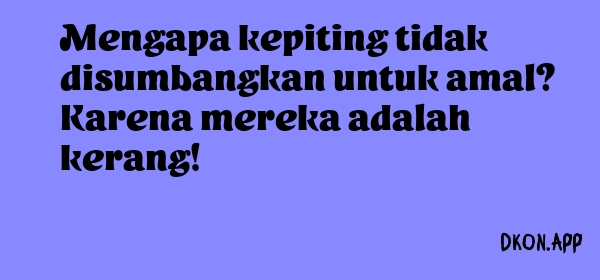 Mengapa kepiting tidak
disumbangkan untuk amal?
Karena mereka adalah
kerang!
DKON.APP